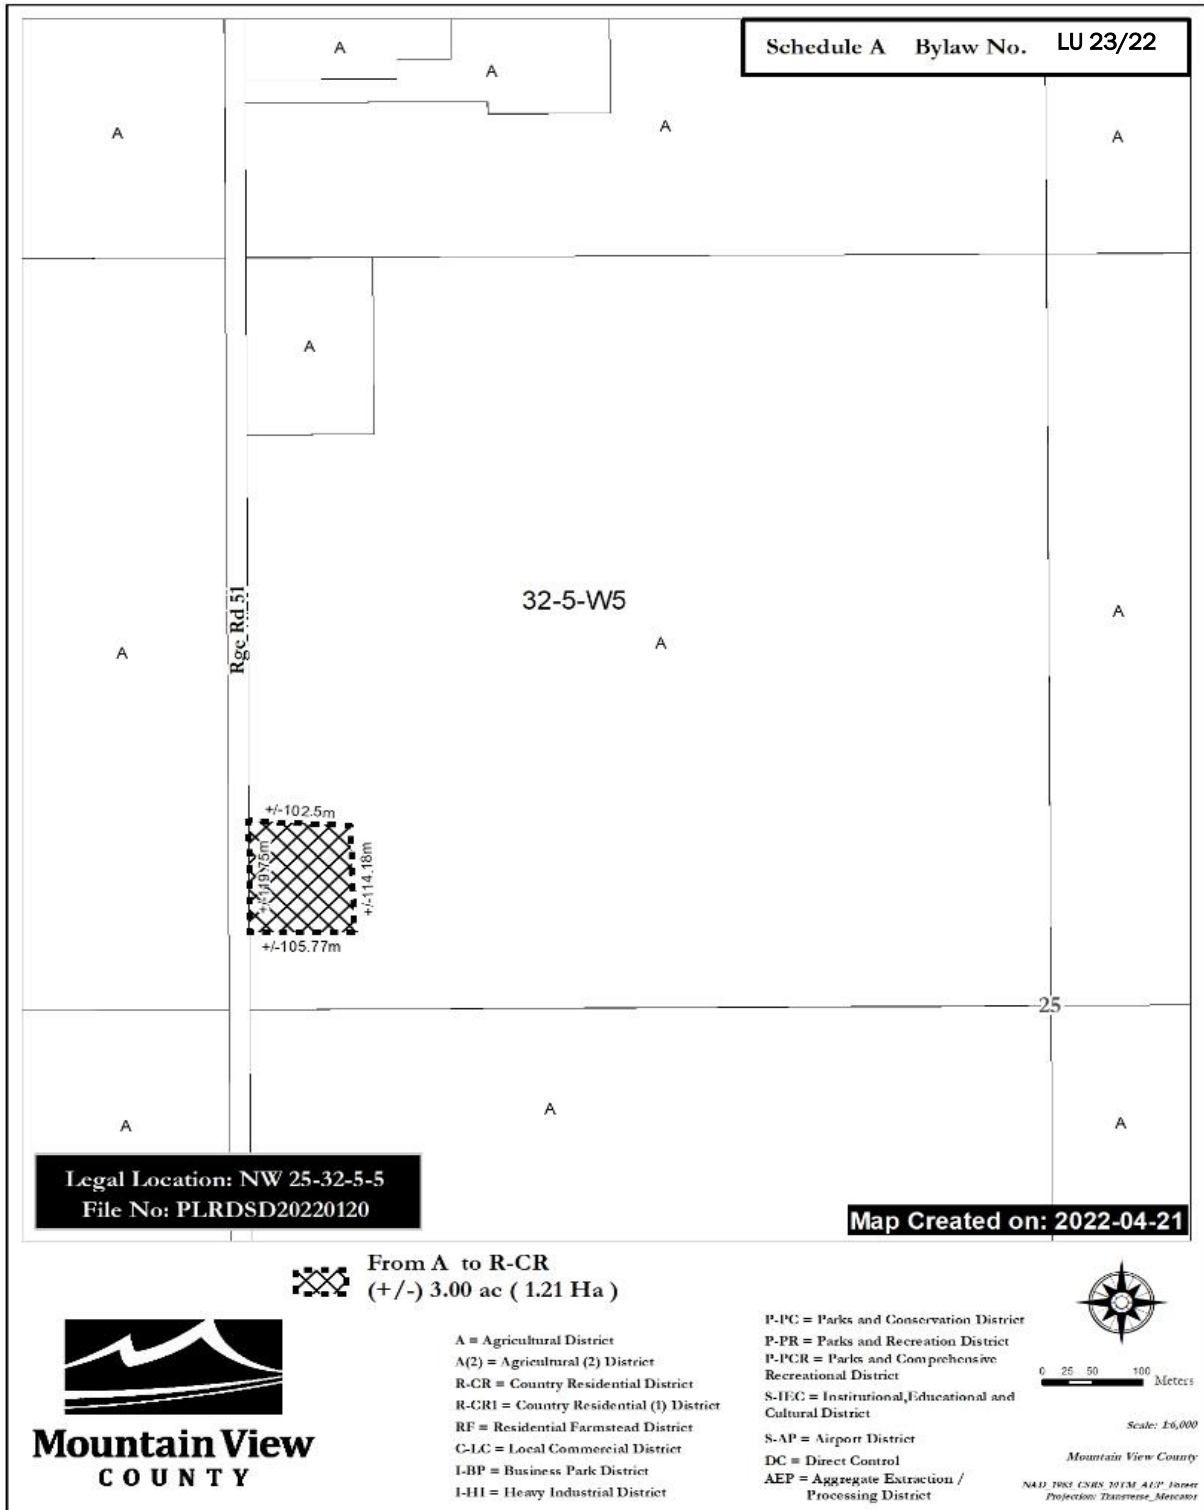 Schedule A Bylaw No. LU 23/22
A
A
A
A
A
A
Rge Rd 51
32-5-W5
A
A
A
+/-102.5m
+/-119.75m
+/-114.18m
+/-105.77m
25
A
A
A
Legal Location: NW 25-32-5-5
File No: PLRDSD20220120
Map Created on: 2022-04-21
From A to R-CR
(+/-) 3.00 ac ( 1.21 Ha )
Mountain View
COUNTY
A = Agricultural District
A(2) = Agricultural (2) District
R-CR = Country Residential District
R-CR1 = Country Residential (1) District
RF = Residential Farmstead District
C-LC = Local Commercial District
I-BP = Business Park District
I-HI = Heavy Industrial District
P-PC = Parks and Conservation District
P-PR = Parks and Recreation District
P-PCR = Parks and Comprehensive
Recreational District
S-IEC = Institutional,Educational and
Cultural District
S-AP = Airport District
DC = Direct Control
AEP = Aggregate Extraction /
Processing District
0 25 50 100
Meters
Scale: 1:6,000
Mountain View County
NAD_1983_CSRS_10TM_AEP_Forest
Projection: Transverse_Mercator